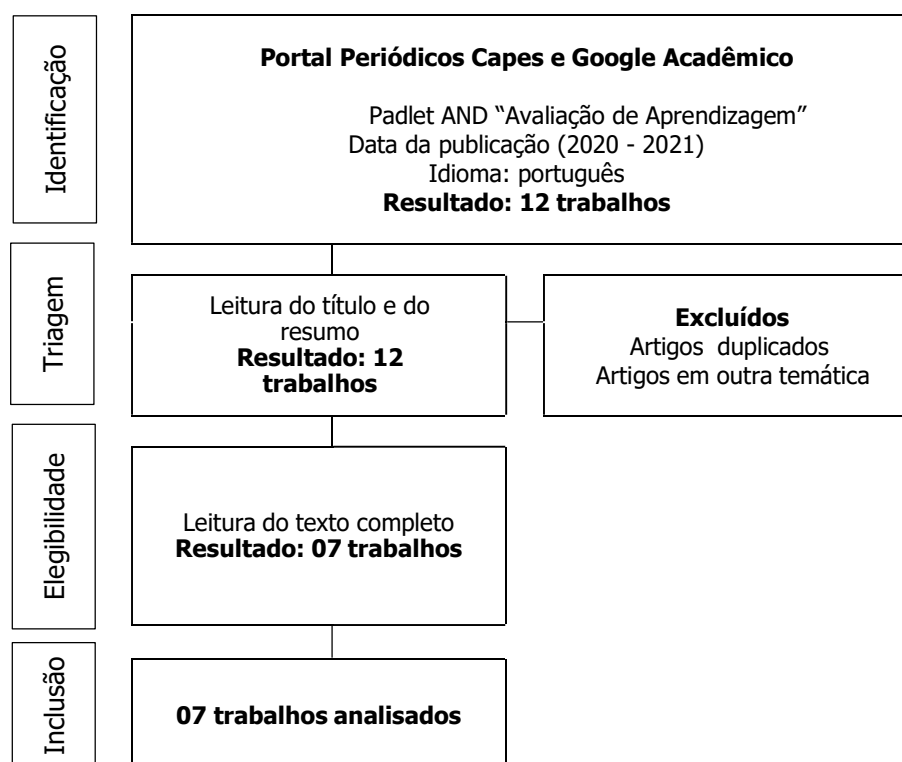 Identificação
Portal Periódicos Capes e Google Acadêmico
Padlet AND “Avaliação de Aprendizagem”
Data da publicação (2020 - 2021)
Idioma: português
Resultado: 12 trabalhos
Triagem
Leitura do título e do
resumo
Resultado: 12
trabalhos
Excluídos
Artigos duplicados
Artigos em outra temática
Elegibilidade
Leitura do texto completo
Resultado: 07 trabalhos
Inclusão
07 trabalhos analisados